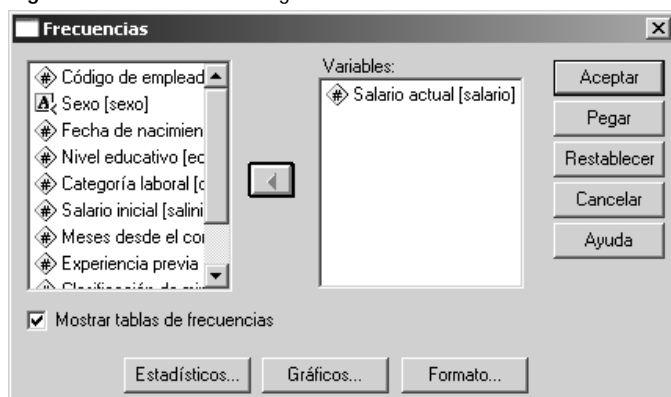 Frecuencias
Código de emplead
Sexo [sexo]
Fecha de nacimien
Nivel educativo [ec
Categoría laboral [c
Salario inicial [salini
Meses desde el coi
Experiencia previa
Variables:
Salario actual [salario]
Aceptar
Pegar
Restablecer
Cancelar
Ayuda
Mostrar tablas de frecuencias
Estadísticos...
Gráficos...
Formato...